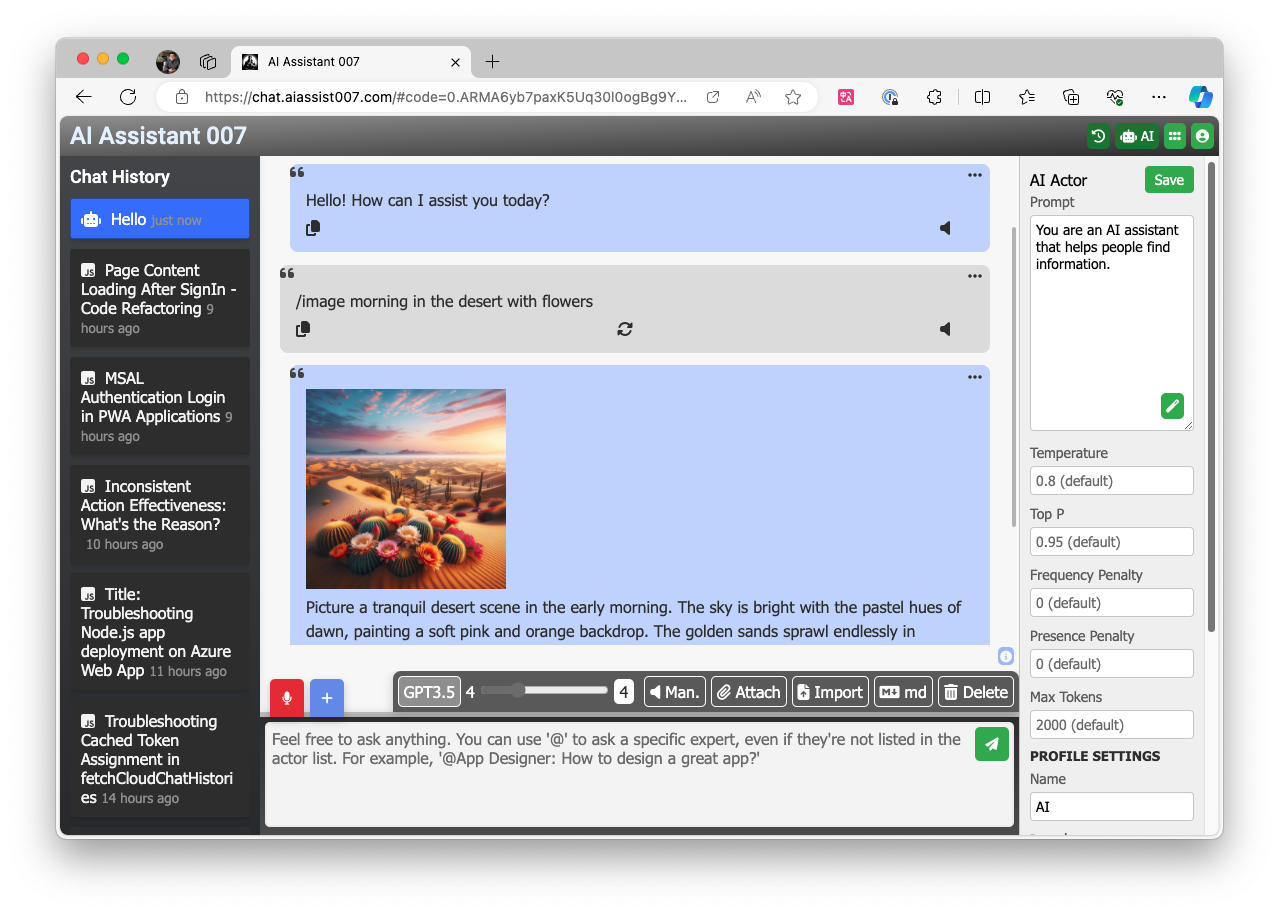 AI Assistant 007
https://chat.aiassist007.com/#code=0.ARMA6yb7paxK5Uq30l0ogBg9Y...
AI Assistant 007
AI
Chat History
Hello just now
Page Content
Loading After SignIn -
Code Refactoring 9
hours ago
MSAL
Authentication Login
in PWA Applications 9
hours ago
Inconsistent
Action Effectiveness:
What's the Reason?
10 hours ago
Title:
Troubleshooting
Node.js app
deployment on Azure
Web App 11 hours ago
Troubleshooting
Cached Token
Assignment in
fetchCloudChatHistori
es 14 hours ago
Hello! How can I assist you today?
/image morning in the desert with flowers
Picture a tranquil desert scene in the early morning. The sky is bright with the pastel hues of
dawn, painting a soft pink and orange backdrop. The golden sands sprawl endlessly in
GPT3.5 4 4 Man. Attach Import md Delete
Feel free to ask anything. You can use '@' to ask a specific expert, even if they're not listed in the
actor list. For example, '@App Designer: How to design a great app?'
AI Actor Save
Prompt
You are an AI assistant
that helps people find
information.
Temperature
0.8 (default)
Top P
0.95 (default)
Frequency Penalty
0 (default)
Presence Penalty
0 (default)
Max Tokens
2000 (default)
PROFILE SETTINGS
Name
AI